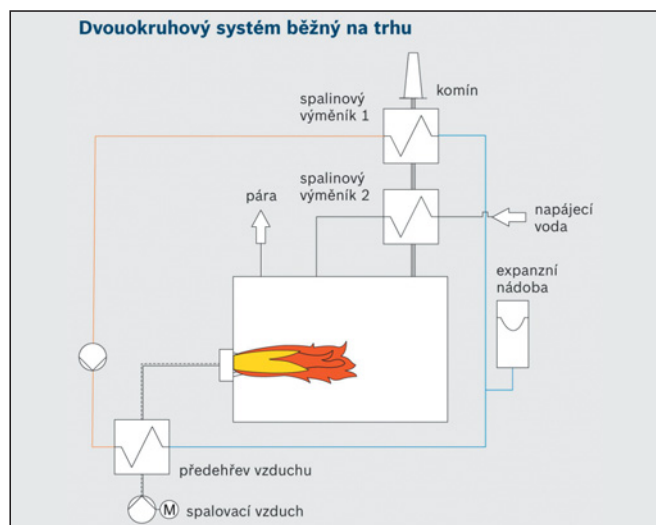 Dvouokruhový systém běžný na trhu
komín
spalinový
výměník 1
spalinový
výměník 2
pára
napájecí
voda
expanzní
nádoba
předehřev vzduchu
M
spalovací vzduch